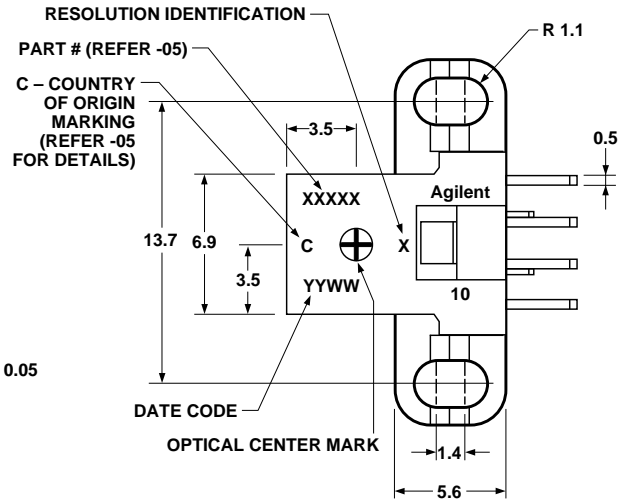 RESOLUTION IDENTIFICATION
R 1.1
PART # (REFER -05)
C – COUNTRY
OF ORIGIN
MARKING
(REFER -05
FOR DETAILS)
3.5
0.5
Agilent
XXXXX
13.7
6.9
C
X
3.5
YYWW
10
0.05
DATE CODE
OPTICAL CENTER MARK
1.4
5.6